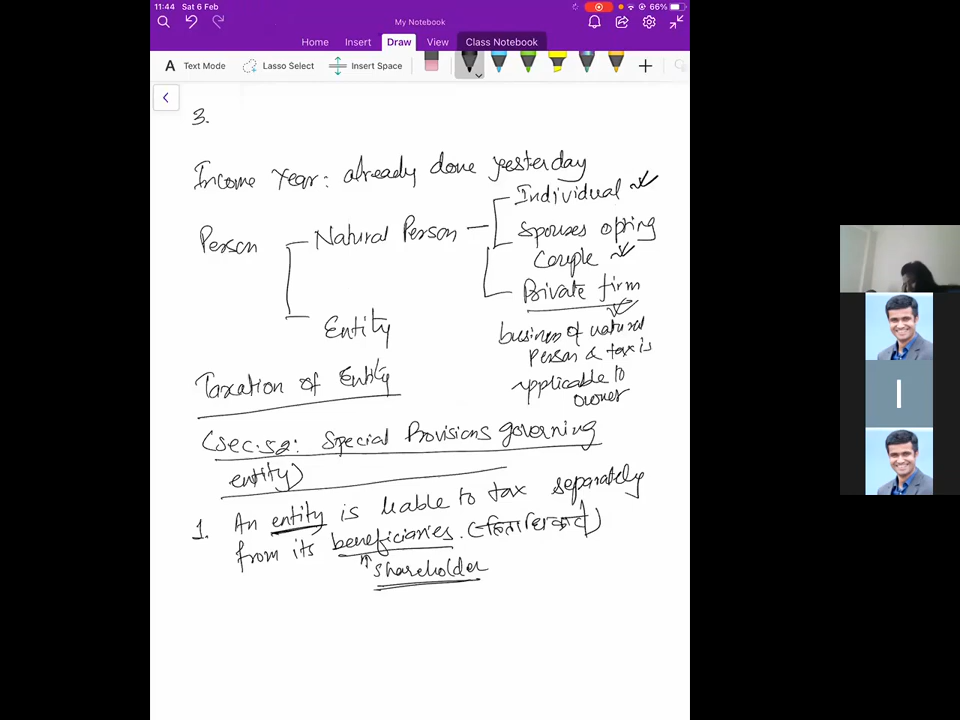 11:44 Sat 6 Feb
66%
My Notebook
Home Insert Draw View Class Notebook
Text Mode Lasso Select Insert Space
3.
Income Year: already done yesterday
Person
Natural Person
Individual
Spouses opting
Couple
Private firm
Entity
business of natural
Person & tax is
applicable to
owner
Taxation of Entity
(Sec.52: Special Provisions governing
entity)
1. An entity is liable to tax separately
from its beneficiaries. (
shareholder
I